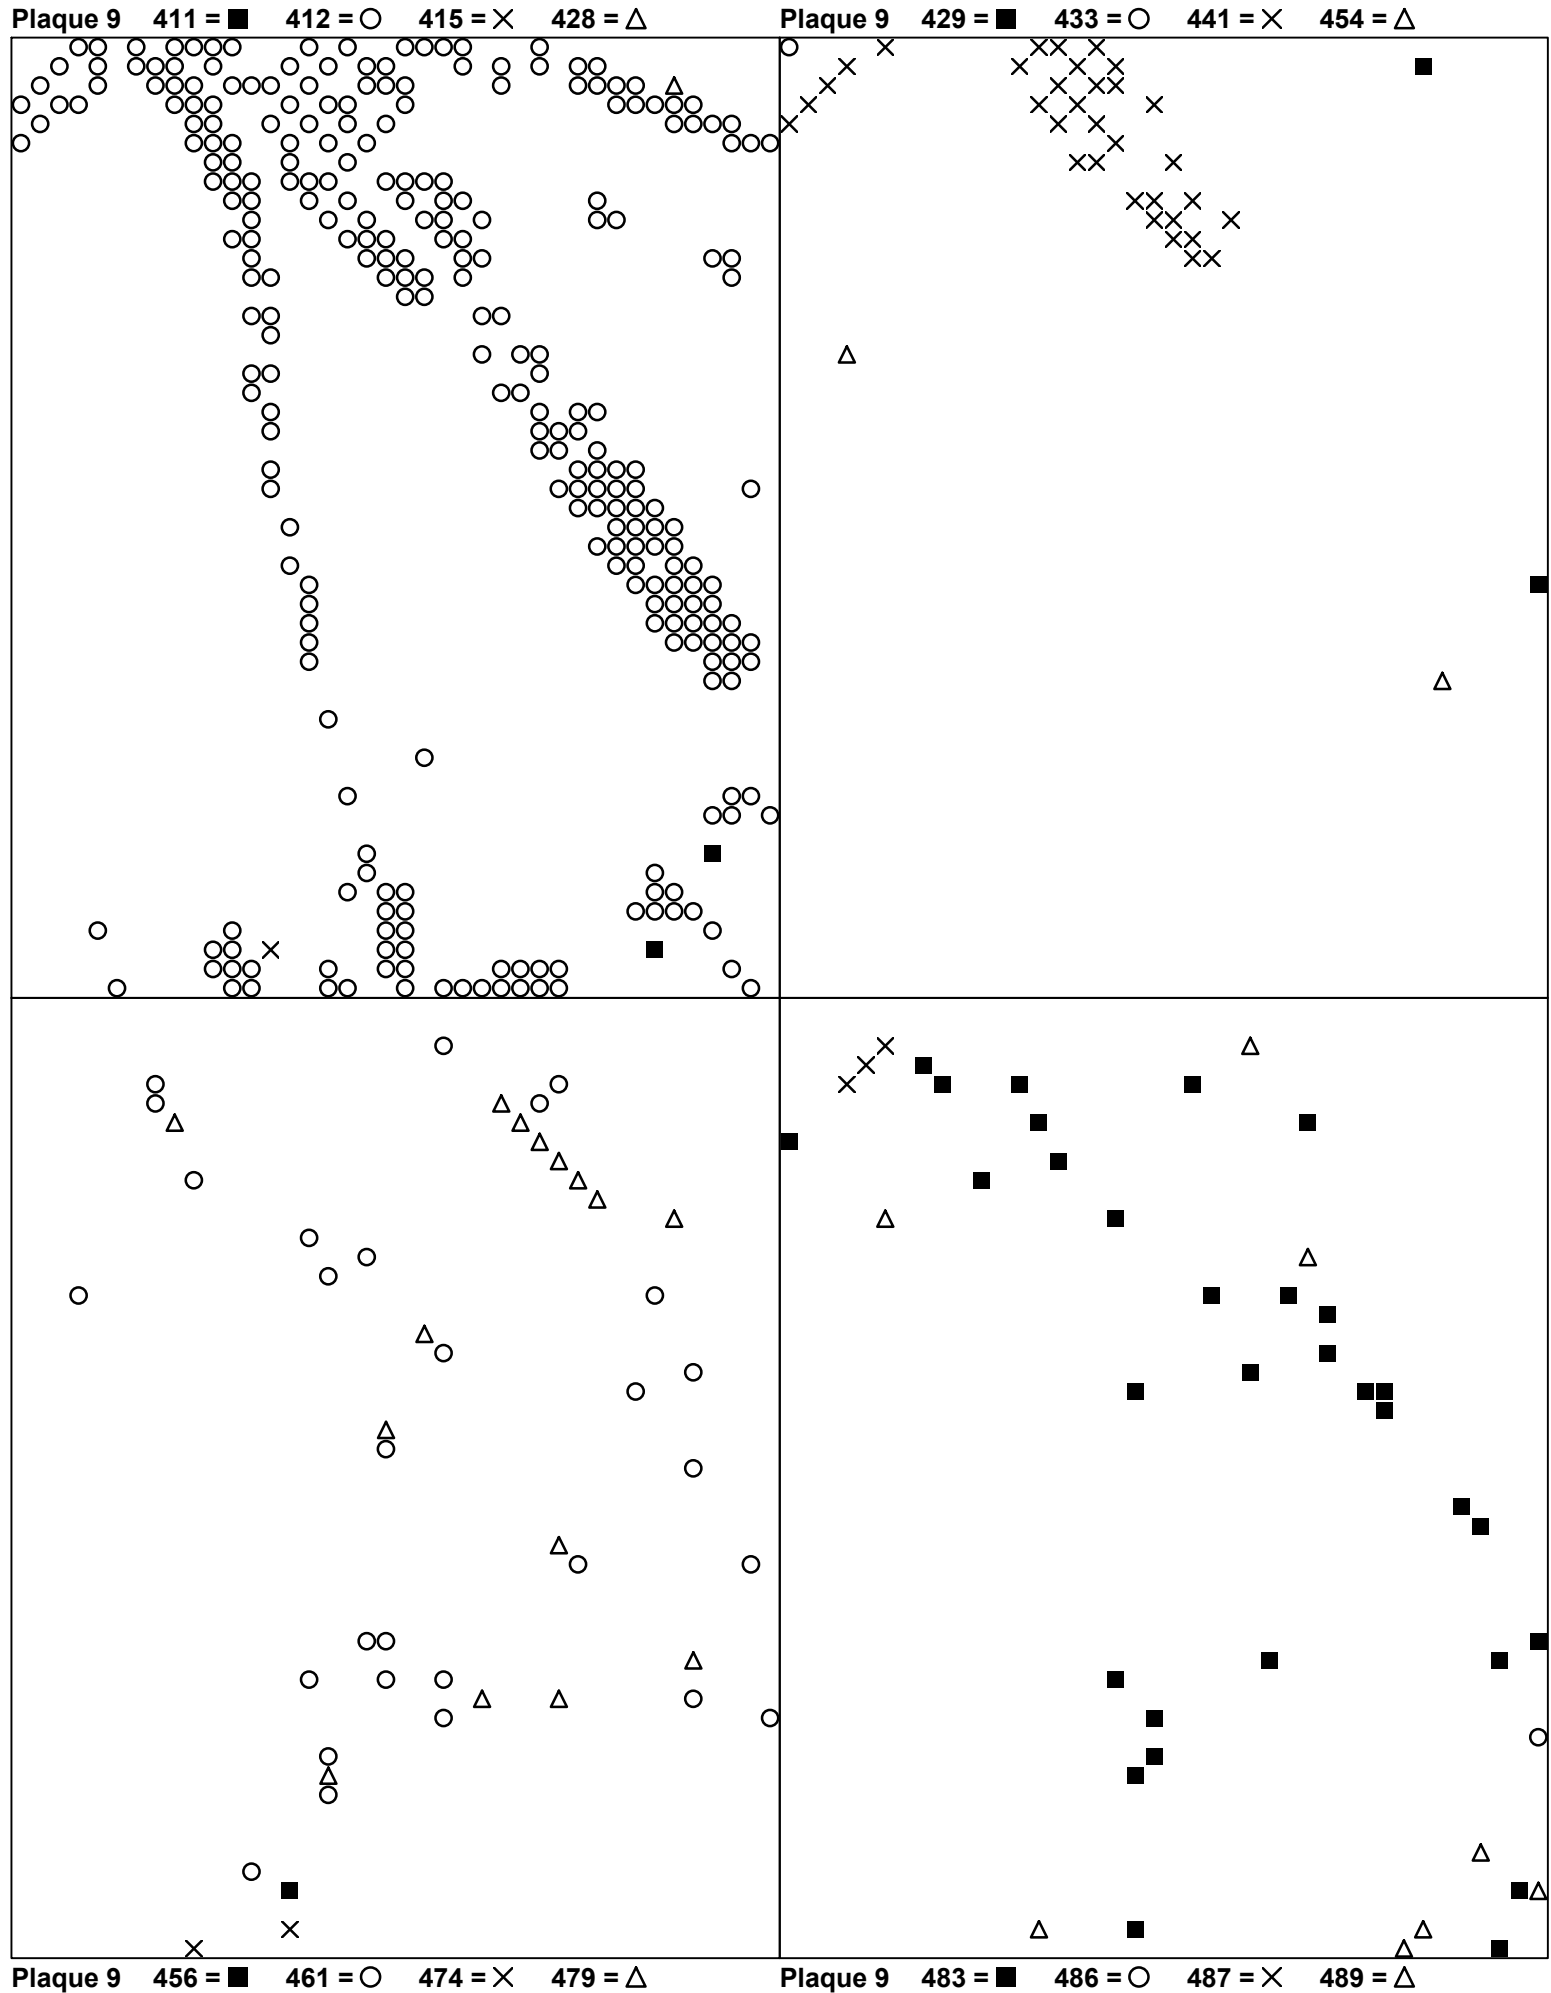 Plaque 9 411 = ■ 412 = ○ 415 = × 428 = △
Plaque 9 429 = ■ 433 = ○ 441 = × 454 = △
Plaque 9 456 = ■ 461 = ○ 474 = × 479 = △
Plaque 9 483 = ■ 486 = ○ 487 = × 489 = △